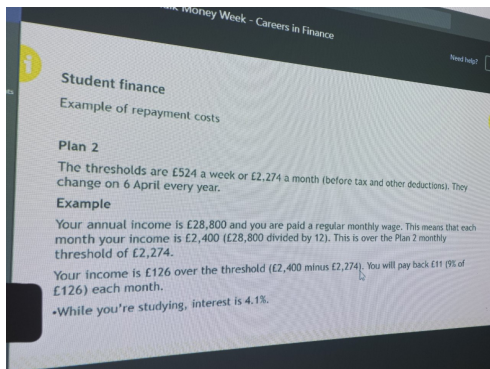 Money Week - Careers in Finance
Need help?
i
Student finance
Example of repayment costs
Plan 2
The thresholds are £524 a week or £2,274 a month (before tax and other deductions). They
change on 6 April every year.
Example
Your annual income is £28,800 and you are paid a regular monthly wage. This means that each
month your income is £2,400 (£28,800 divided by 12). This is over the Plan 2 monthly
threshold of £2,274.
Your income is £126 over the threshold (£2,400 minus £2,274). You will pay back £11 (9% of
£126) each month.
•While you're studying, interest is 4.1%.